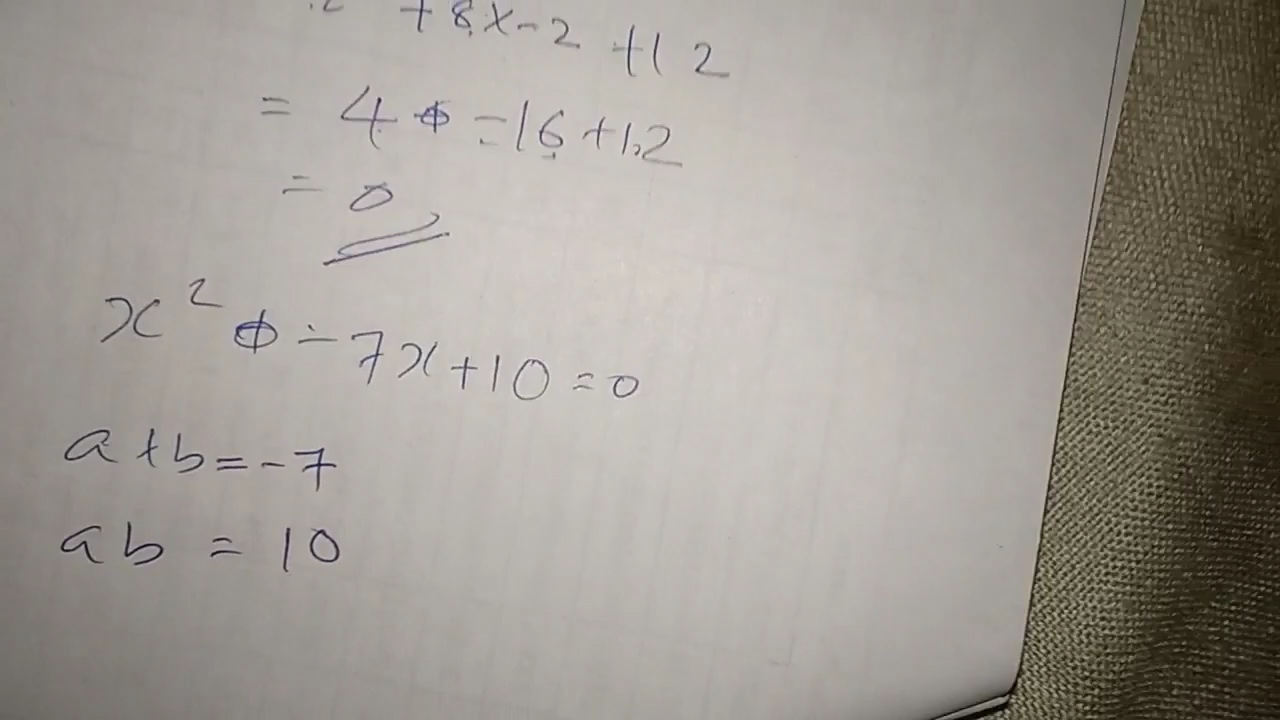 +8x-2 +12
= 4 -16+12
= 0
x² -7x+10=0
a+b=-7
ab = 10